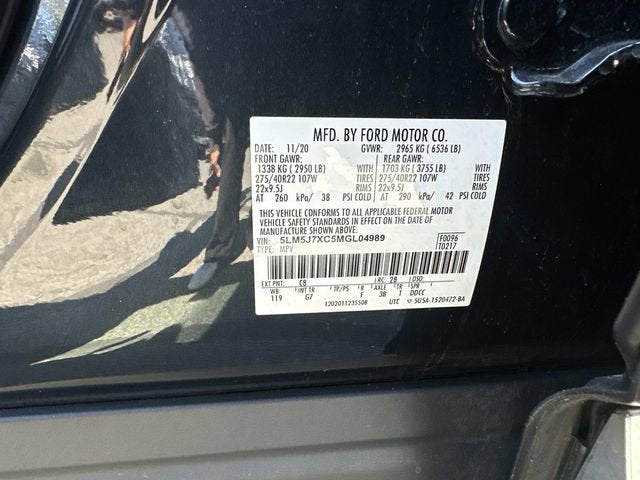 MFD. BY FORD MOTOR CO.
DATE: 11/20 GVWR: 2965 KG ( 6536 LB)
FRONT GAWR: REAR GAWR:
1338 KG ( 2950 LB) WITH 1703 KG ( 3755 LB) WITH
275/40R22 107W TIRES 275/40R22 107W TIRES
22x9.5J RIMS 22x9.5J RIMS
AT 260 kPa/ 38 PSI COLD AT 290 kPa/ 42 PSI COLD
THIS VEHICLE CONFORMS TO ALL APPLICABLE FEDERAL MOTOR
VEHICLE SAFETY STANDARDS IN EFFECT ON THE DATE OF
MANUFACTURE SHOWN ABOVE.
VIN: 5LM5J7XC5MGL04989 F0096
TYPE: MPV T0217
EXT PNT: C8 RC: 28 DSO:
WB INT TR TP/PS R AXLE TR SPR
119 G7 F 3B T DDCC
1202011235508 UTC 5U5A-1520472-BA